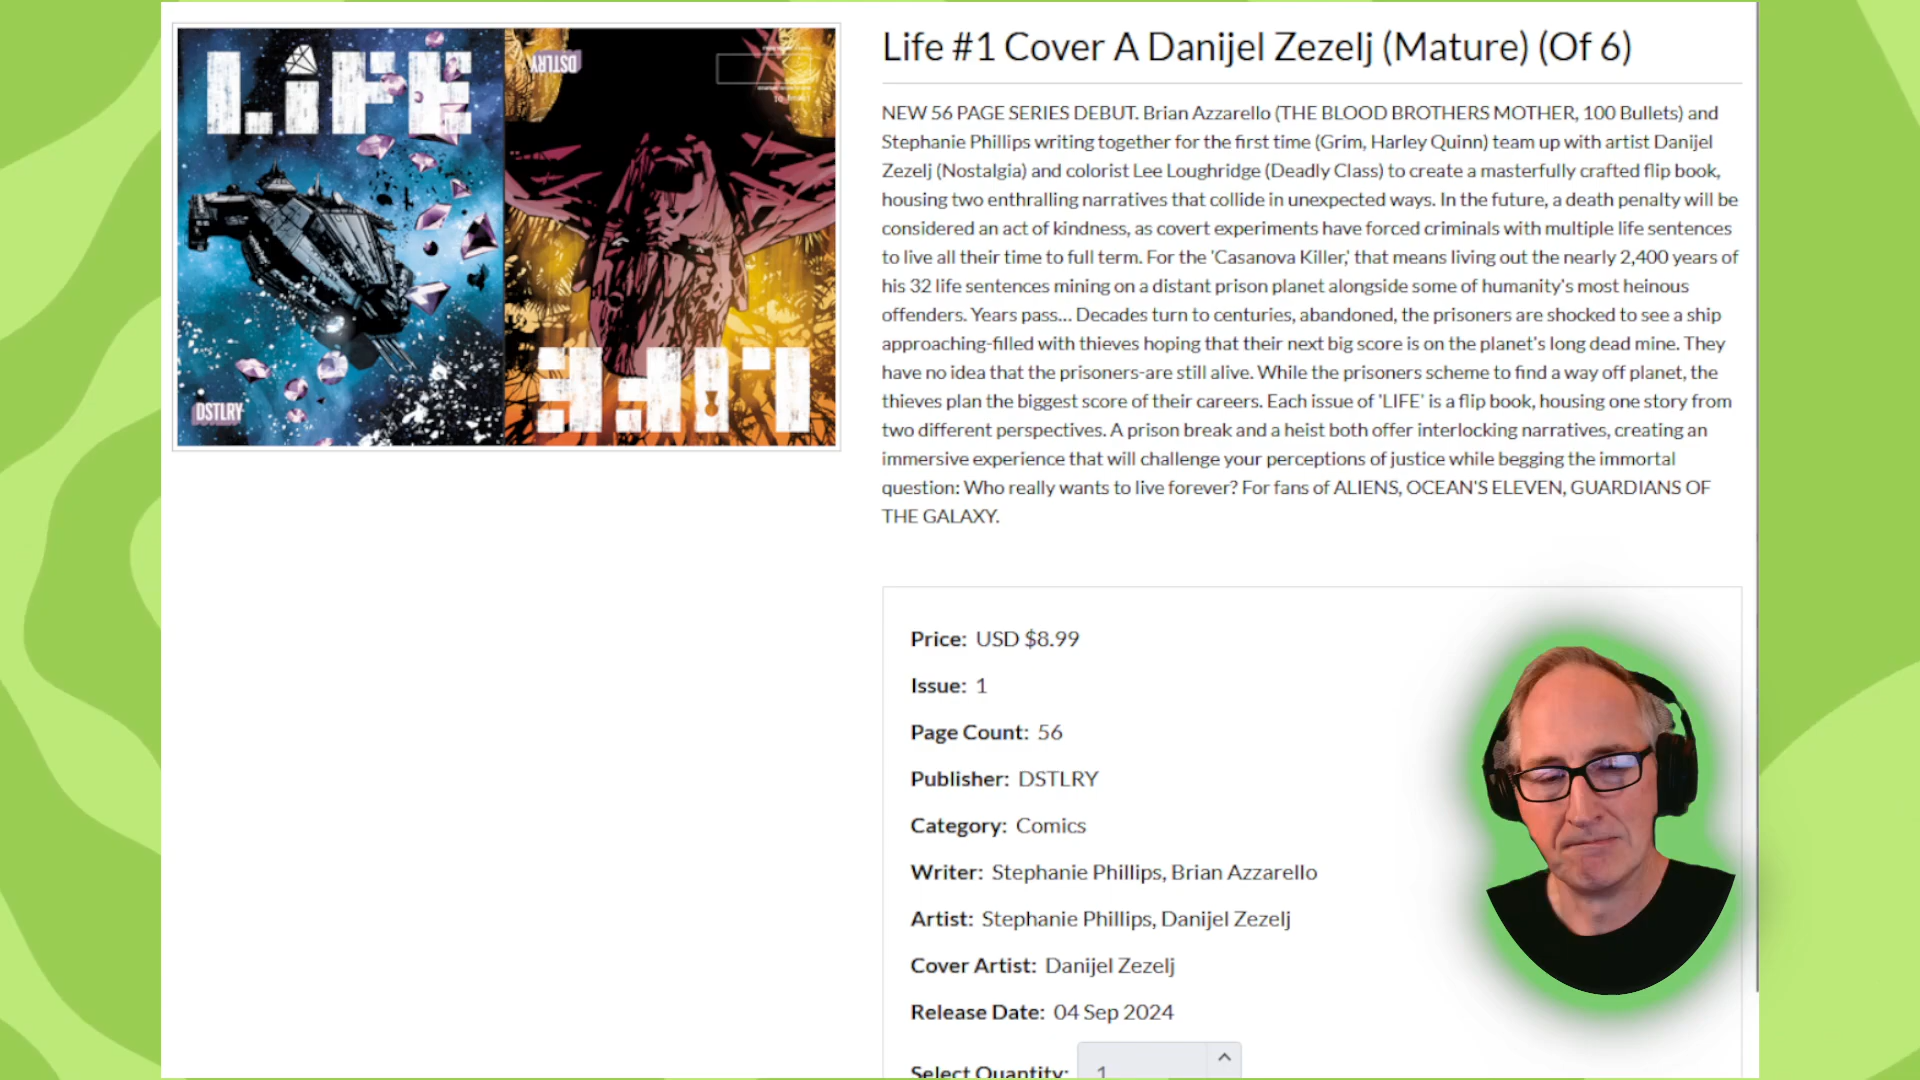 LiFE
DSTLRY
DSTLRY
LiFE
Life #1 Cover A Danijel Zezelj (Mature) (Of 6)
NEW 56 PAGE SERIES DEBUT. Brian Azzarello (THE BLOOD BROTHERS MOTHER, 100 Bullets) and
Stephanie Phillips writing together for the first time (Grim, Harley Quinn) team up with artist Danijel
Zezelj (Nostalgia) and colorist Lee Loughridge (Deadly Class) to create a masterfully crafted flip book,
housing two enthralling narratives that collide in unexpected ways. In the future, a death penalty will be
considered an act of kindness, as covert experiments have forced criminals with multiple life sentences
to live all their time to full term. For the 'Casanova Killer,' that means living out the nearly 2,400 years of
his 32 life sentences mining on a distant prison planet alongside some of humanity's most heinous
offenders. Years pass... Decades turn to centuries, abandoned, the prisoners are shocked to see a ship
approaching-filled with thieves hoping that their next big score is on the planet's long dead mine. They
have no idea that the prisoners-are still alive. While the prisoners scheme to find a way off planet, the
thieves plan the biggest score of their careers. Each issue of 'LIFE' is a flip book, housing one story from
two different perspectives. A prison break and a heist both offer interlocking narratives, creating an
immersive experience that will challenge your perceptions of justice while begging the immortal
question: Who really wants to live forever? For fans of ALIENS, OCEAN'S ELEVEN, GUARDIANS OF
THE GALAXY.
Price: USD $8.99
Issue: 1
Page Count: 56
Publisher: DSTLRY
Category: Comics
Writer: Stephanie Phillips, Brian Azzarello
Artist: Stephanie Phillips, Danijel Zezelj
Cover Artist: Danijel Zezelj
Release Date: 04 Sep 2024
Select Quantity: 1